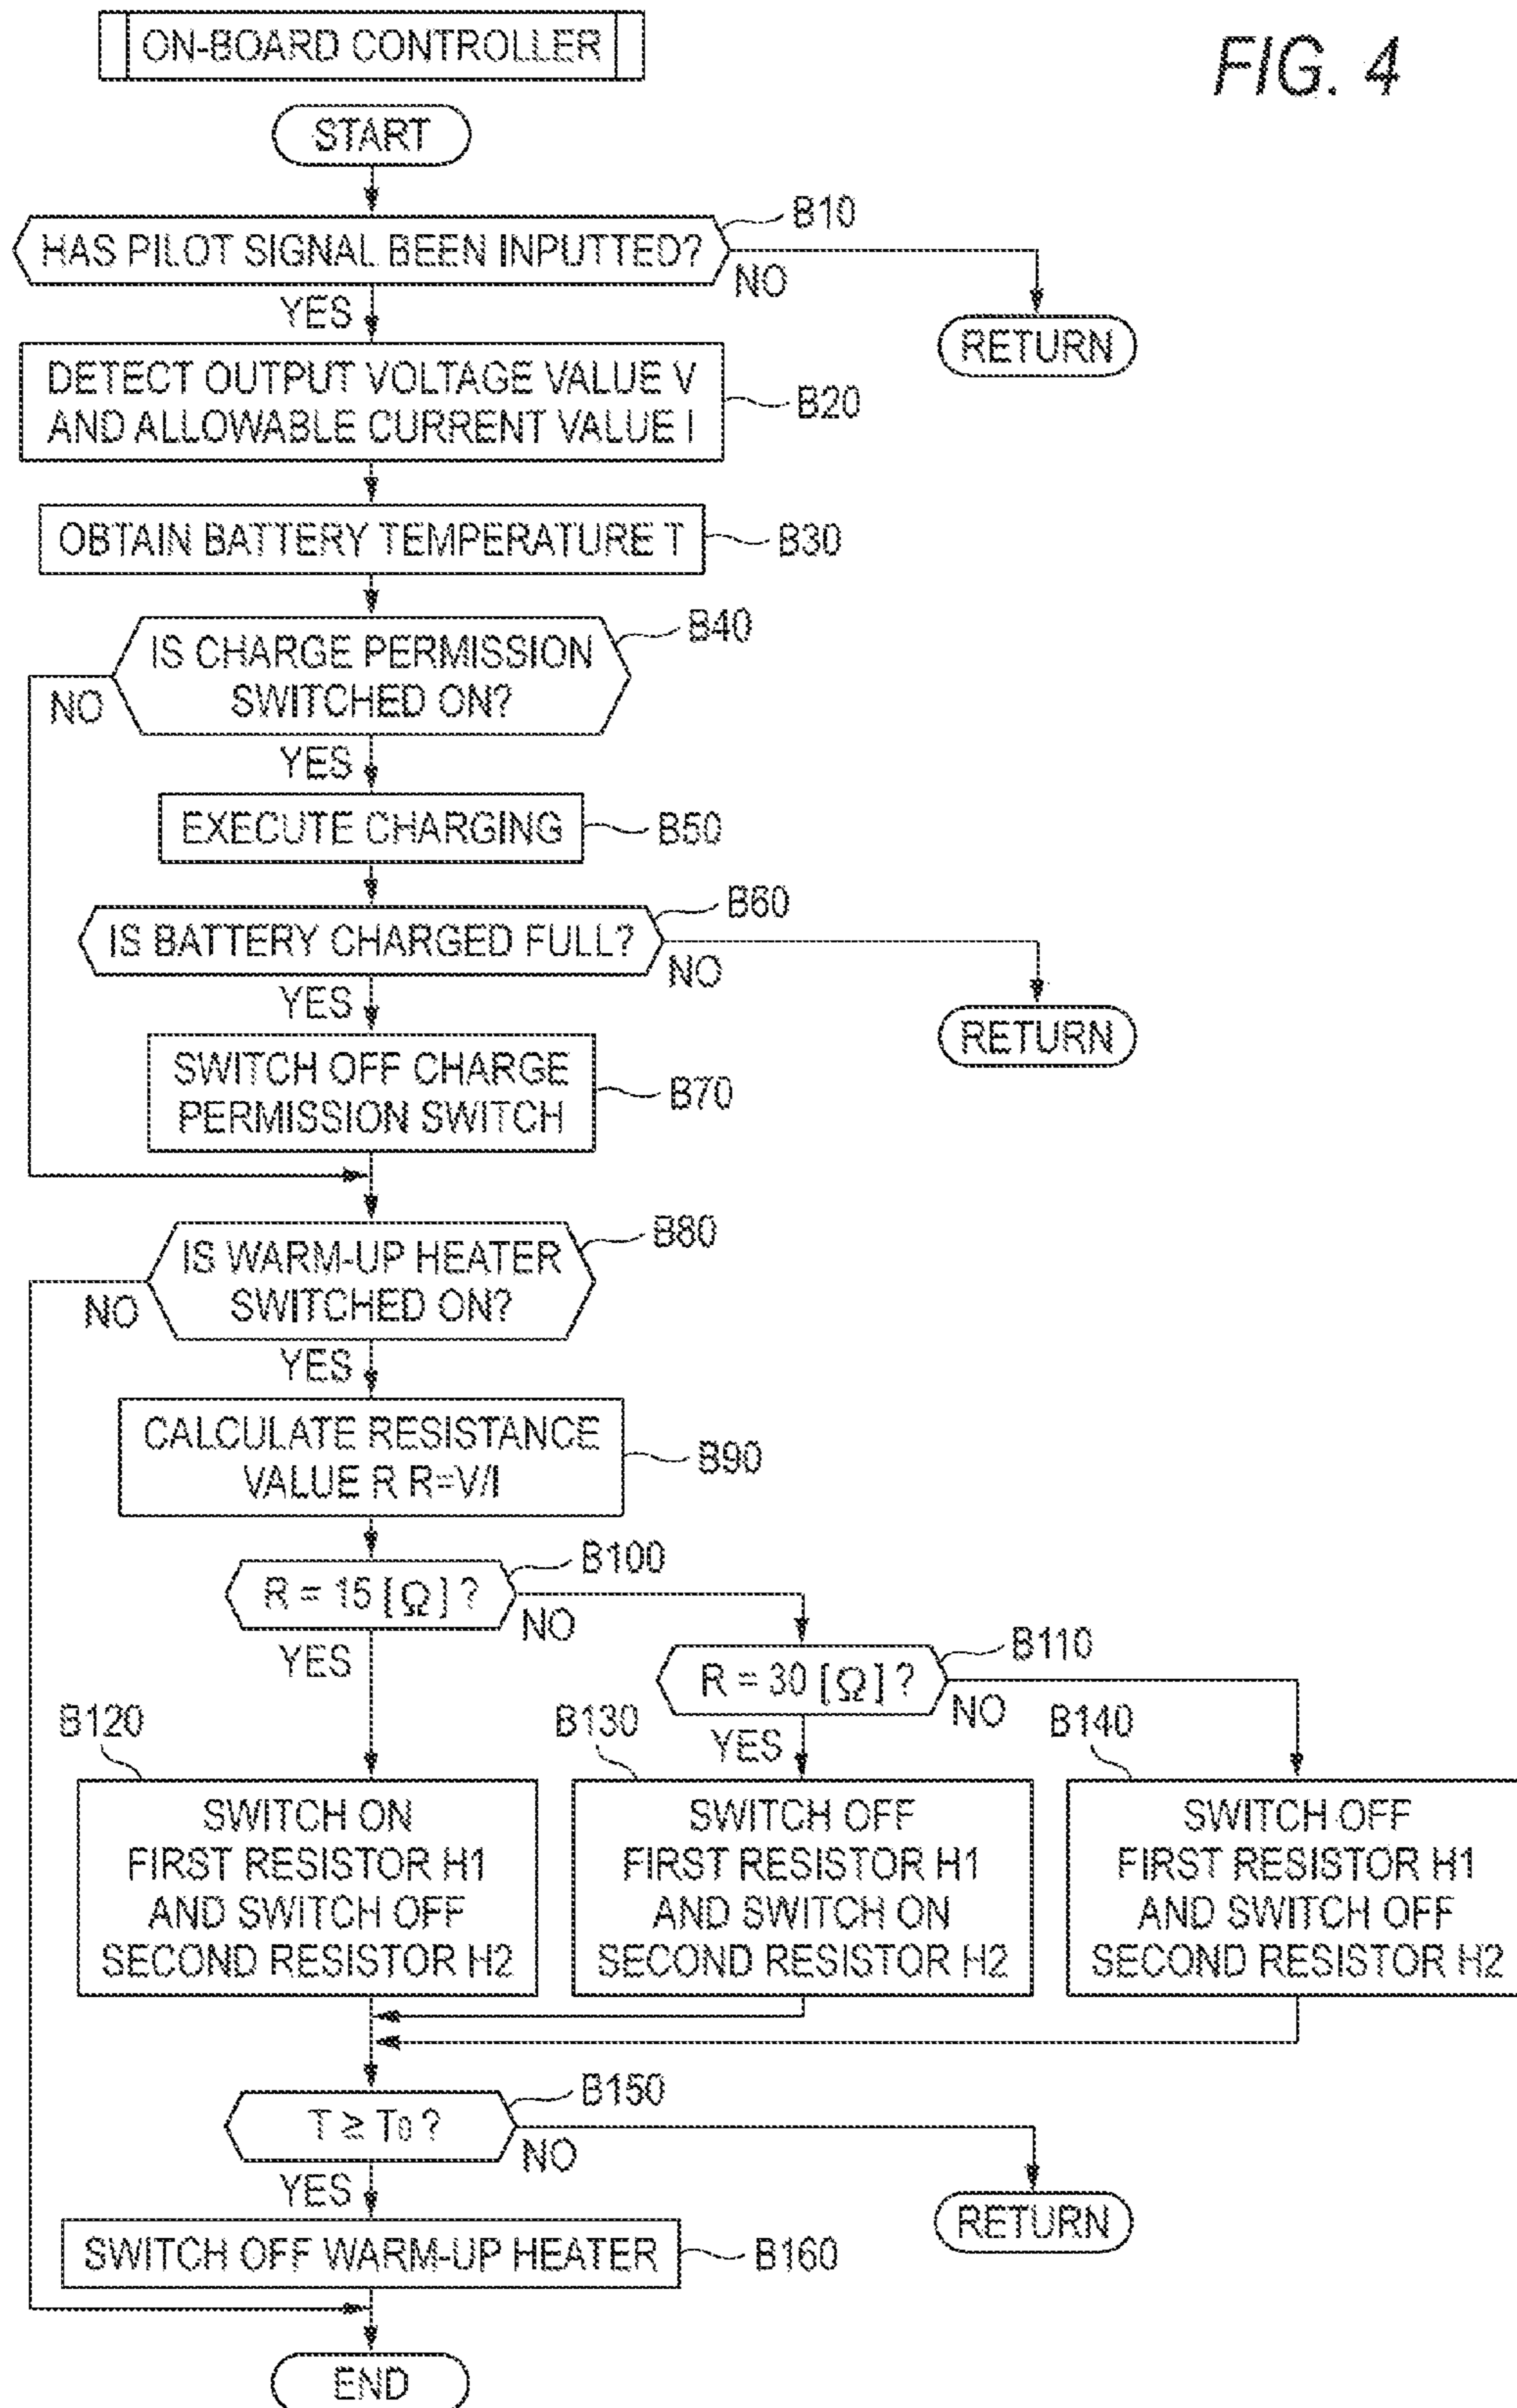 ON-BOARD CONTROLLER
FIG. 4
START
B10
HAS PILOT SIGNAL BEEN INPUTTED?
NO
YES
RETURN
DETECT OUTPUT VOLTAGE VALUE V
AND ALLOWABLE CURRENT VALUE I
B20
OBTAIN BATTERY TEMPERATURE T
B30
B40
IS CHARGE PERMISSION
SWITCHED ON?
NO
YES
EXECUTE CHARGING
B50
B60
IS BATTERY CHARGED FULL?
NO
YES
RETURN
SWITCH OFF CHARGE
PERMISSION SWITCH
B70
B80
IS WARM-UP HEATER
SWITCHED ON?
NO
YES
CALCULATE RESISTANCE
VALUE R R=V/I
B90
B100
R = 15 [Ω] ?
NO
YES
B110
R = 30 [Ω] ?
NO
YES
B120
SWITCH ON
FIRST RESISTOR H1
AND SWITCH OFF
SECOND RESISTOR H2
B130
SWITCH OFF
FIRST RESISTOR H1
AND SWITCH ON
SECOND RESISTOR H2
B140
SWITCH OFF
FIRST RESISTOR H1
AND SWITCH OFF
SECOND RESISTOR H2
B150
T ≥ T0 ?
NO
YES
RETURN
SWITCH OFF WARM-UP HEATER
B160
END